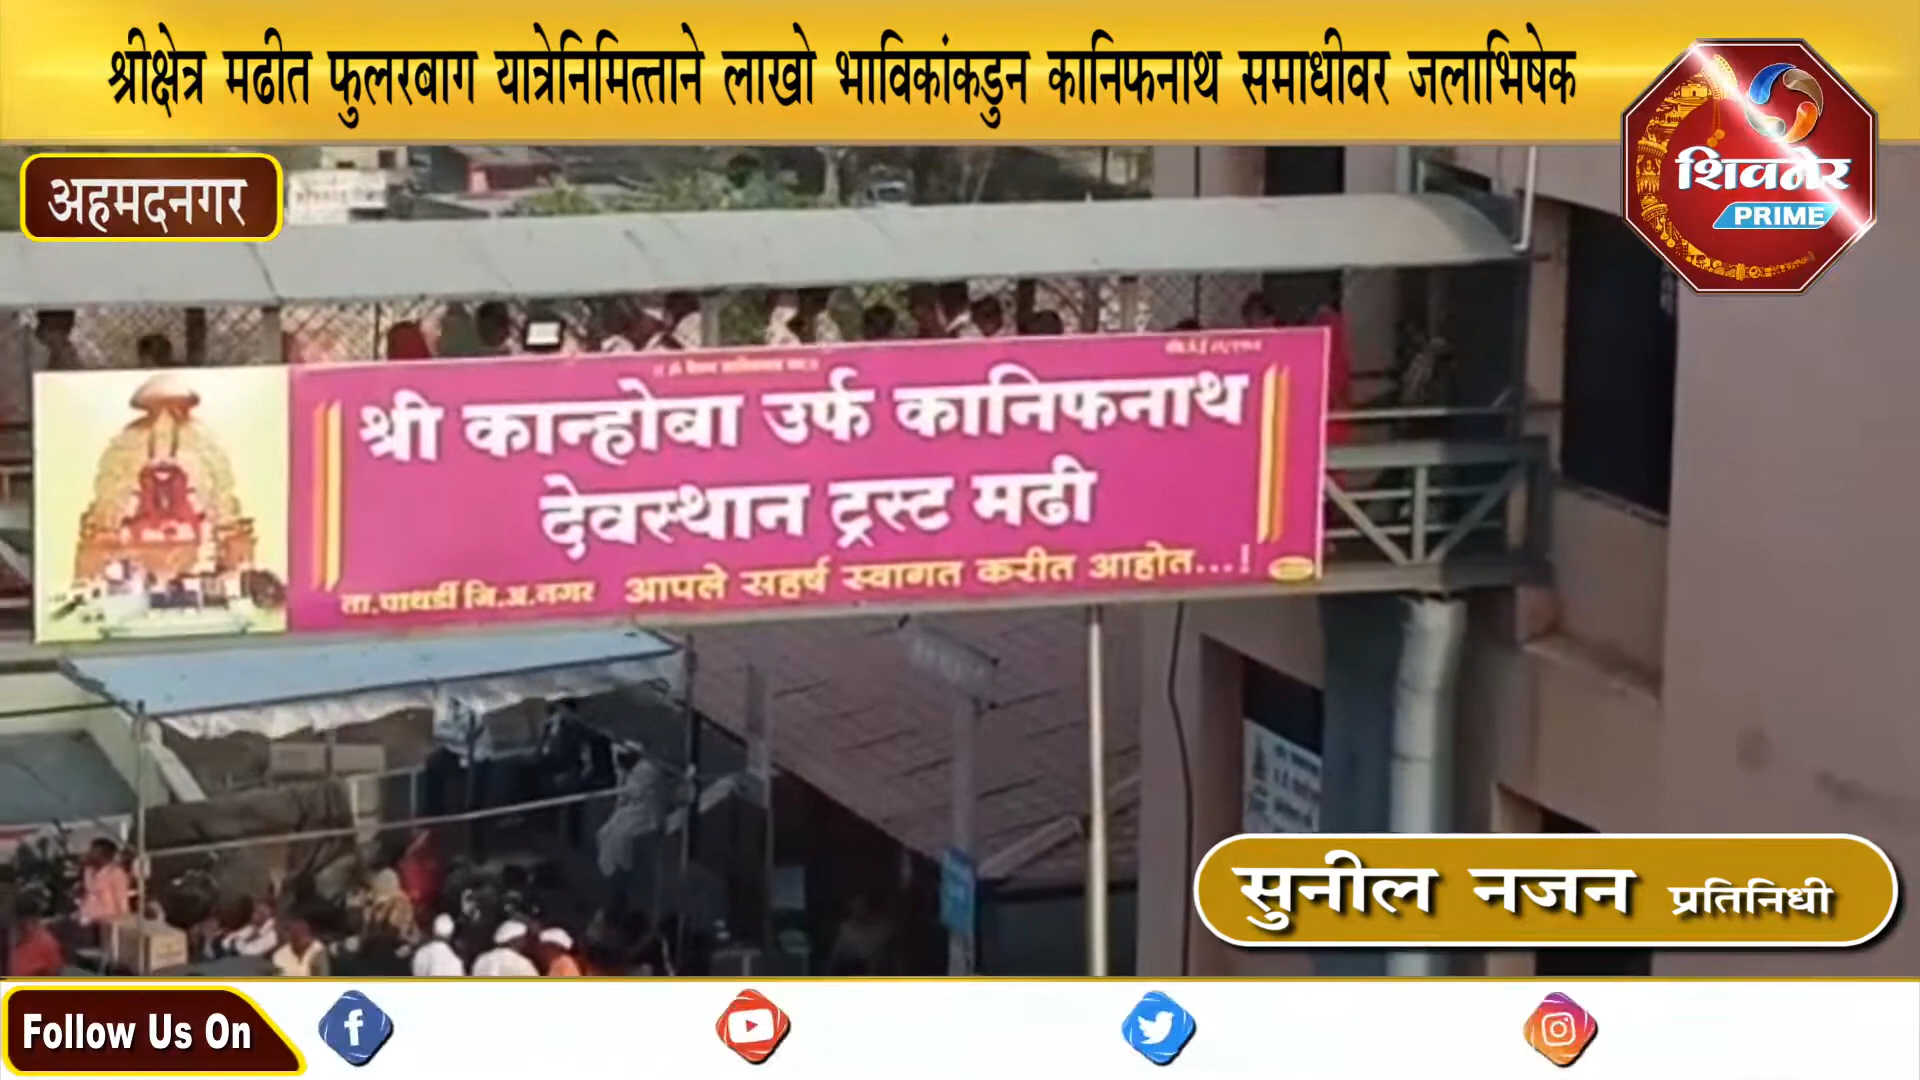 श्रीक्षेत्र मढीत फुलरबाग यात्रेनिमित्ताने लाखो भाविकांकडुन कानिफनाथ समाधीवर जलाभिषेक
अहमदनगर
शिवनेर
PRIME
श्री कान्होबा उर्फ कानिफनाथ
देवस्थान ट्रस्ट मढी
ता.पाथर्डी जि.अ.नगर आपले सहर्ष स्वागत करीत आहोत...!
सुनील नजन प्रतिनिधी
Follow Us On